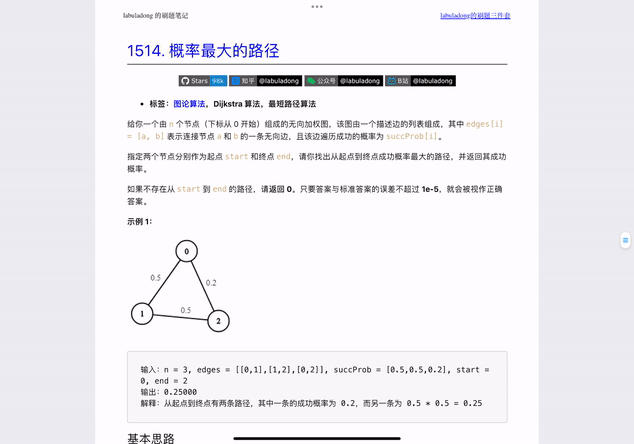 labuladong 的刷题笔记
labuladong的刷题三件套
1514. 概率最大的路径
Stars 98k 知乎 @labuladong 公众号 @labuladong B站 @labuladong
• 标签：图论算法，Dijkstra 算法，最短路径算法
给你一个由 n 个节点（下标从 0 开始）组成的无向加权图，该图由一个描述边的列表组成，其中 edges[i]
= [a, b] 表示连接节点 a 和 b 的一条无向边，且该边遍历成功的概率为 succProb[i]。
指定两个节点分别作为起点 start 和终点 end，请你找出从起点到终点成功概率最大的路径，并返回其成功
概率。
如果不存在从 start 到 end 的路径，请返回 0。只要答案与标准答案的误差不超过 1e-5，就会被视作正确
答案。
示例 1：
0
0.5
0.2
1
0.5
2
输入：n = 3, edges = [[0,1],[1,2],[0,2]], succProb = [0.5,0.5,0.2], start =
0, end = 2
输出：0.25000
解释：从起点到终点有两条路径，其中一条的成功概率为 0.2，而另一条为 0.5 * 0.5 = 0.25
基本思路